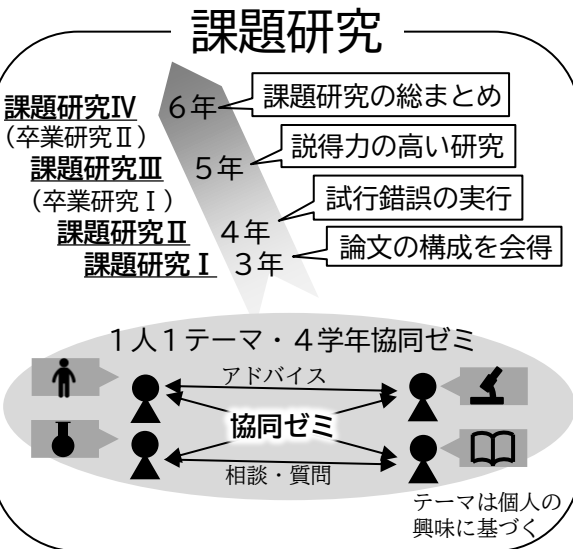 課題研究
課題研究Ⅳ 6年 課題研究の総まとめ
(卒業研究Ⅱ)
課題研究Ⅲ 5年 説得力の高い研究
(卒業研究Ⅰ)
試行錯誤の実行
課題研究Ⅱ 4年
課題研究Ⅰ 3年 論文の構成を会得
1人1テーマ・4学年協同ゼミ
アドバイス
協同ゼミ
相談・質問
テーマは個人の
興味に基づく